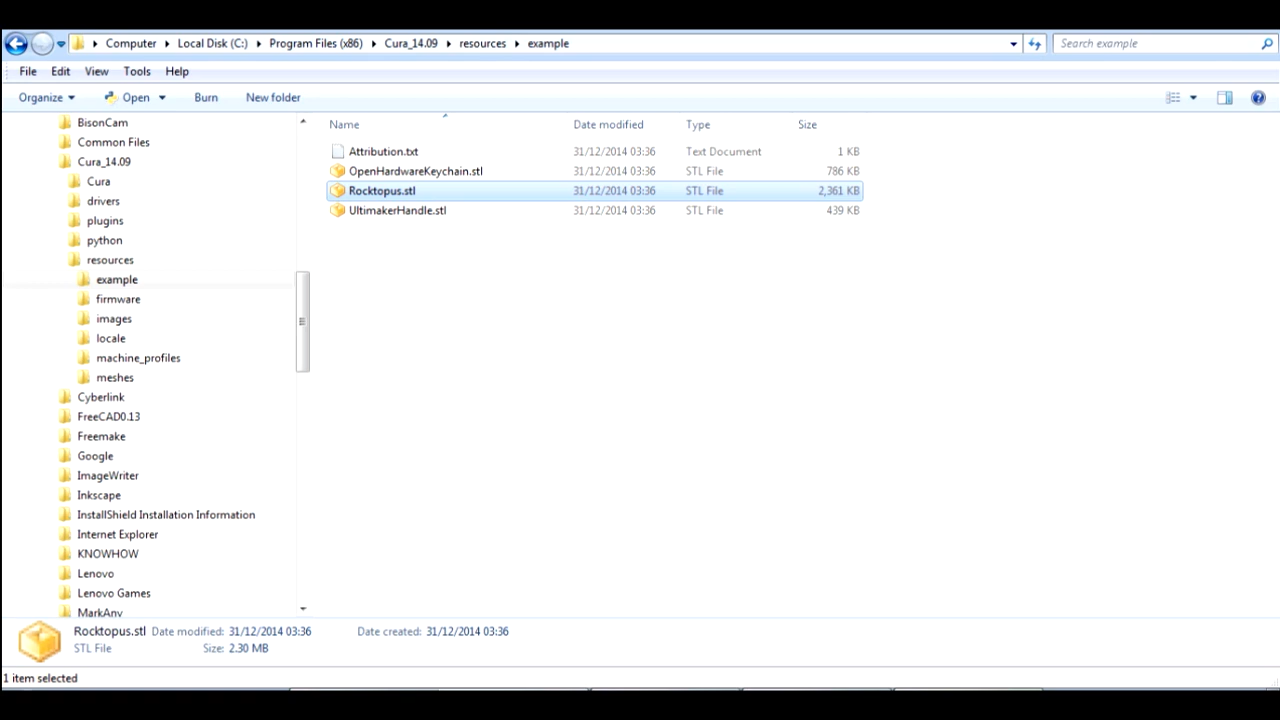 Computer Local Disk (C:) Program Files (x86) Cura_14.09 resources example Search example
File Edit View Tools Help
Organize Open Burn New folder
BisonCam
Common Files
Cura_14.09
Cura
drivers
plugins
python
resources
example
firmware
images
locale
machine_profiles
meshes
Cyberlink
FreeCAD0.13
Freemake
Google
ImageWriter
Inkscape
InstallShield Installation Information
Internet Explorer
KNOWHOW
Lenovo
Lenovo Games
MarkAny
Name Date modified Type Size
Attribution.txt 31/12/2014 03:36 Text Document 1 KB
OpenHardwareKeychain.stl 31/12/2014 03:36 STL File 786 KB
Rocktopus.stl 31/12/2014 03:36 STL File 2,361 KB
UltimakerHandle.stl 31/12/2014 03:36 STL File 439 KB
Rocktopus.stl Date modified: 31/12/2014 03:36 Date created: 31/12/2014 03:36
STL File Size: 2.30 MB
1 item selected